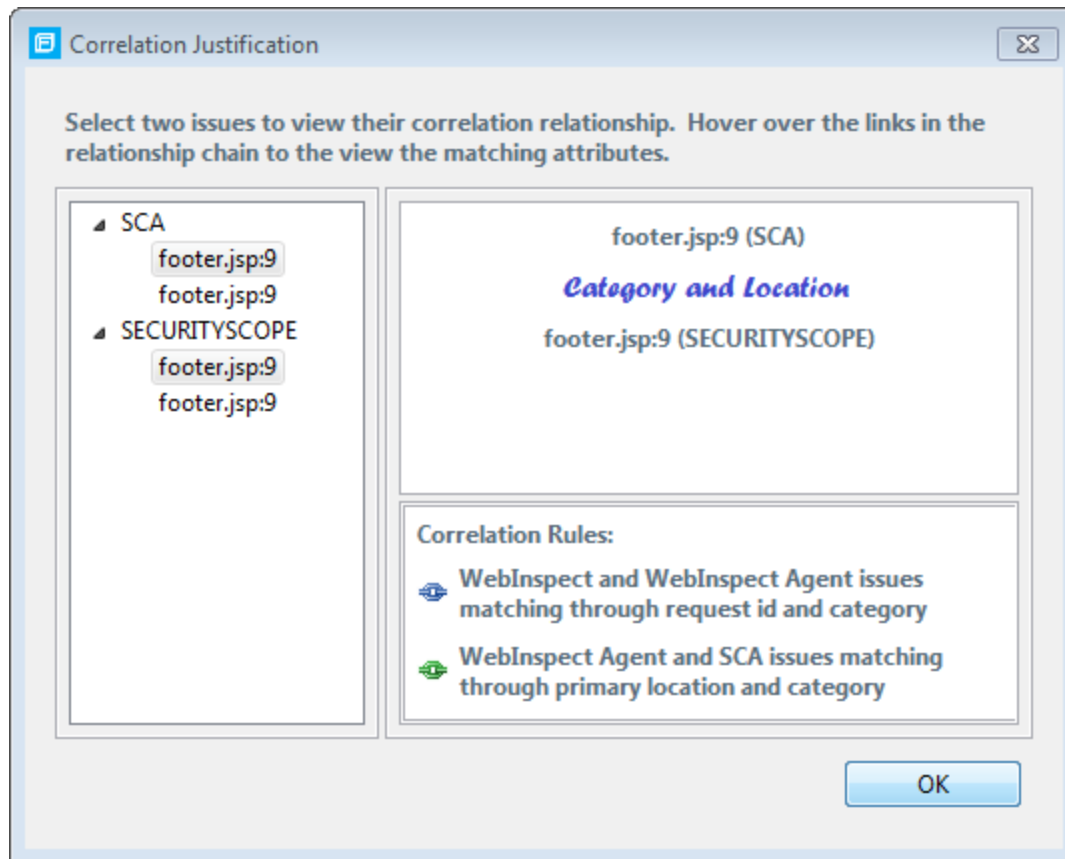 Correlation Justification
Select two issues to view their correlation relationship.  Hover over the links in the
relationship chain to the view the matching attributes.
SCA
footer.jsp:9
footer.jsp:9
SECURITYSCOPE
footer.jsp:9
footer.jsp:9
footer.jsp:9 (SCA)
Category and Location
footer.jsp:9 (SECURITYSCOPE)
Correlation Rules:
WebInspect and WebInspect Agent issues
matching through request id and category
WebInspect Agent and SCA issues matching
through primary location and category
OK